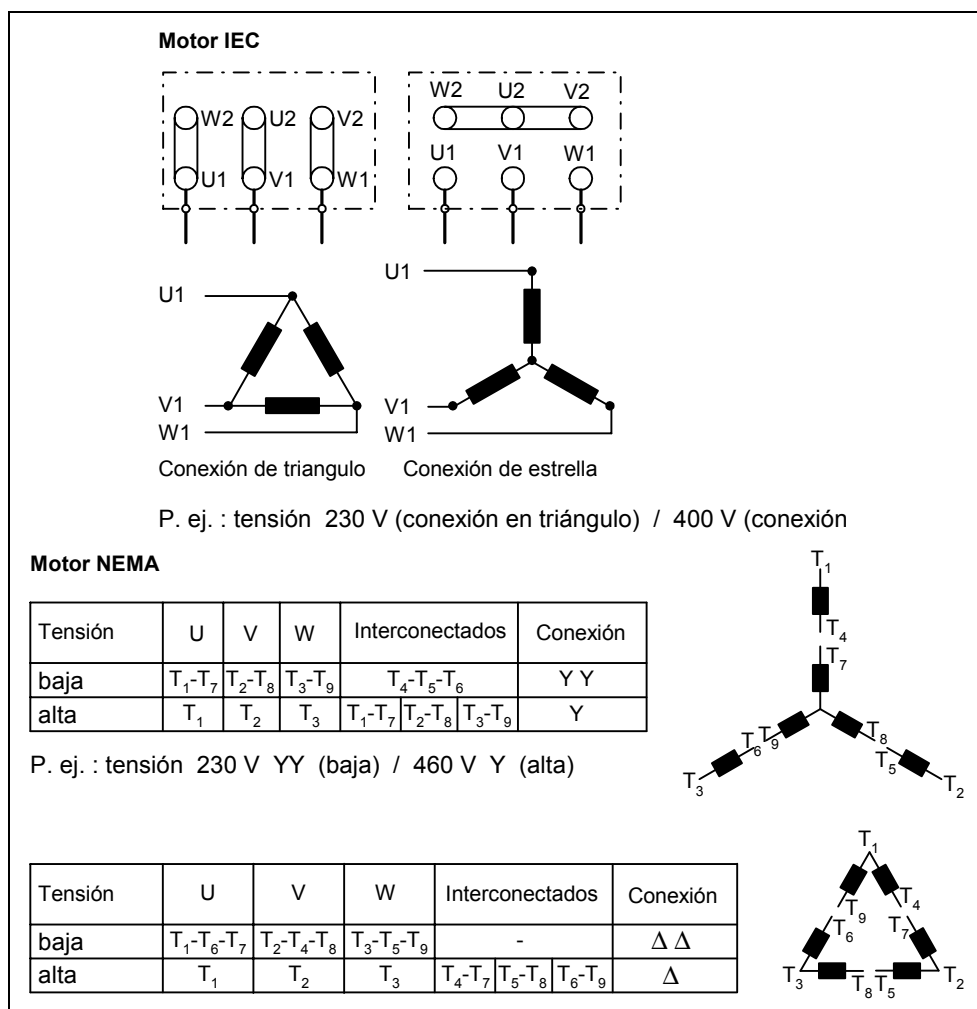 Motor IEC
W2 U2 V2
U1 V1 W1
W2 U2 V2
U1 V1 W1
U1
V1
W1
U1
V1
W1
Conexión de triangulo Conexión de estrella
P. ej. : tensión 230 V (conexión en triángulo) / 400 V (conexión
Motor NEMA
Tensión U V W Interconectados Conexión
baja T1-T7 T2-T8 T3-T9 T4-T5-T6 Y Y
alta T1 T2 T3 T1-T7 T2-T8 T3-T9 Y
P. ej. : tensión 230 V YY (baja) / 460 V Y (alta)
T1
T4
T7
T6 T9 T8
T5
T3 T2
Tensión U V W Interconectados Conexión
baja T1-T6-T7 T2-T4-T8 T3-T5-T9 - Δ Δ
alta T1 T2 T3 T4-T7 T5-T8 T6-T9 Δ
T1
T9 T4
T6 T7
T3 T8 T5 T2